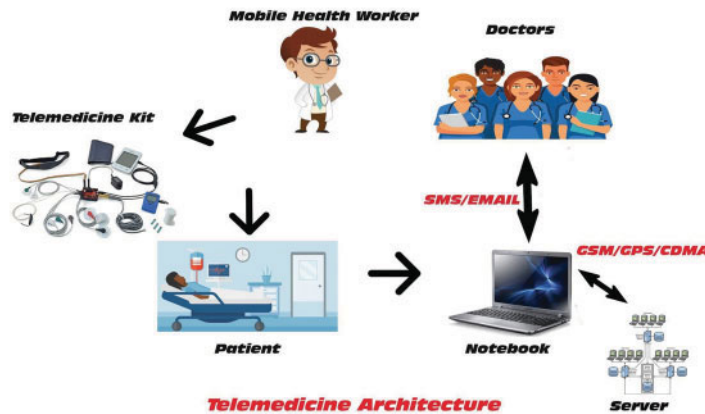 Mobile Health Worker
Doctors
Telemedicine Kit
SMS/EMAIL
GSM/GPS/CDMA
Patient
Notebook
Server
Telemedicine Architecture